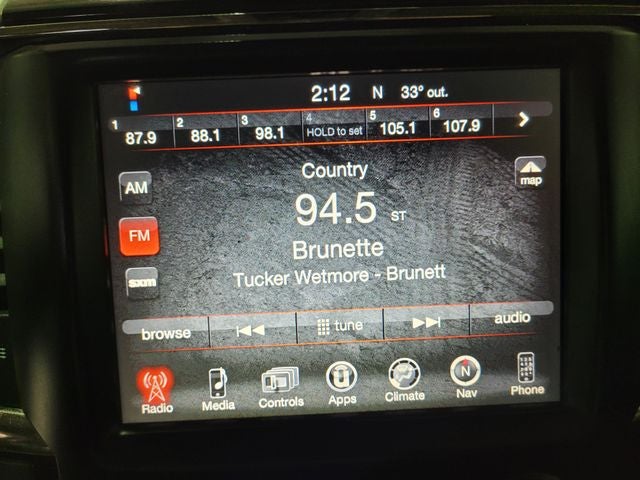 2:12 N 33° out.
1 2 3 4 5 6
87.9 88.1 98.1 HOLD to set 105.1 107.9
Country
AM map
94.5 ST
FM
Brunette
Tucker Wetmore - Brunett
sxm
browse tune audio
Radio Media Controls Apps Climate N Nav Phone